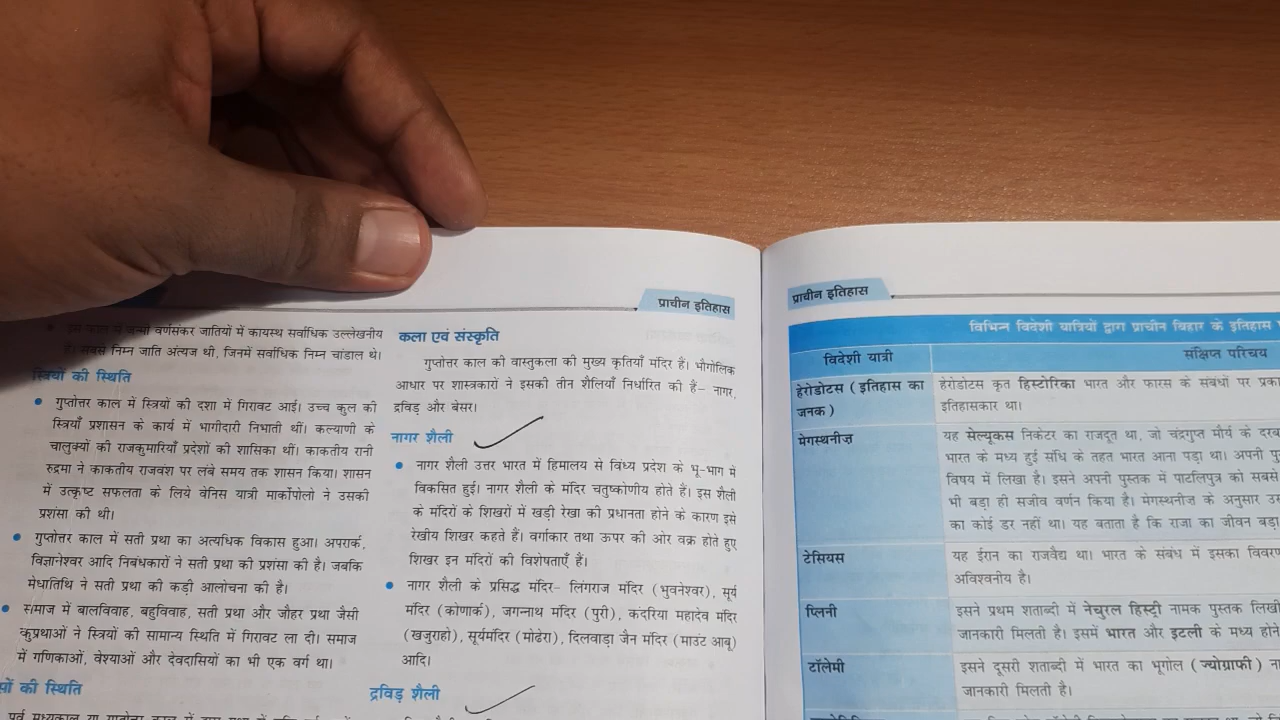 प्राचीन इतिहास
वर्णसंकर जातियों में कायस्थ सर्वाधिक उल्लेखनीय
सबसे निम्न जाति अंत्यज थी, जिनमें सर्वाधिक निम्न चांडाल थे।
स्त्रियों की स्थिति
● गुप्तोत्तर काल में स्त्रियों की दशा में गिरावट आई। उच्च कुल की
स्त्रियाँ प्रशासन के कार्य में भागीदारी निभाती थीं। कल्याणी के
चालुक्यों की राजकुमारियाँ प्रदेशों की शासिका थीं। काकतीय रानी
रुद्रमा ने काकतीय राजवंश पर लंबे समय तक शासन किया। शासन
में उत्कृष्ट सफलता के लिये वेनिस यात्री मार्कोपोलो ने उसकी
प्रशंसा की थी।
● गुप्तोत्तर काल में सती प्रथा का अत्यधिक विकास हुआ। अपरार्क,
विज्ञानेश्वर आदि निबंधकारों ने सती प्रथा की प्रशंसा की है। जबकि
मेधातिथि ने सती प्रथा की कड़ी आलोचना की है।
● समाज में बालविवाह, बहुविवाह, सती प्रथा और जौहर प्रथा जैसी
कुप्रथाओं ने स्त्रियों की सामान्य स्थिति में गिरावट ला दी। समाज
में गणिकाओं, वेश्याओं और देवदासियों का भी एक वर्ग था।
की स्थिति
कला एवं संस्कृति
गुप्तोत्तर काल की वास्तुकला की मुख्य कृतियाँ मंदिर हैं। भौगोलिक
आधार पर शास्त्रकारों ने इसकी तीन शैलियाँ निर्धारित की हैं– नागर,
द्रविड़ और बेसर।
नागर शैली
● नागर शैली उत्तर भारत में हिमालय से विंध्य प्रदेश के भू-भाग में
विकसित हुई। नागर शैली के मंदिर चतुष्कोणीय होते हैं। इस शैली
के मंदिरों के शिखरों में खड़ी रेखा की प्रधानता होने के कारण इसे
रेखीय शिखर कहते हैं। वर्गाकार तथा ऊपर की ओर वक्र होते हुए
शिखर इन मंदिरों की विशेषताएँ हैं।
● नागर शैली के प्रसिद्ध मंदिर– लिंगराज मंदिर (भुवनेश्वर), सूर्य
मंदिर (कोणार्क), जगन्नाथ मंदिर (पुरी), कंदरिया महादेव मंदिर
(खजुराहो), सूर्यमंदिर (मोढेरा), दिलवाड़ा जैन मंदिर (माउंट आबू)
आदि।
द्रविड़ शैली
प्राचीन इतिहास
विभिन्न विदेशी यात्रियों द्वारा प्राचीन बिहार के इतिहास
विदेशी यात्री
संक्षिप्त परिचय
हेरोडोटस ( इतिहास का
जनक )
हेरोडोटस कृत हिस्टोरिका भारत और फारस के संबंधों पर
इतिहासकार था।
मेगस्थनीज़
यह सेल्यूकस निकेटर का राजदूत था, जो चंद्रगुप्त मौर्य के
भारत के मध्य हुई संधि के तहत भारत आना पड़ा था। अपनी
विषय में लिखा है। इसने अपनी पुस्तक में पाटलिपुत्र को सबसे
भी बड़ा ही सजीव वर्णन किया है। मेगस्थनीज के अनुसार
का कोई डर नहीं था। यह बताता है कि राजा का जीवन
टेसियस
यह ईरान का राजवैद्य था। भारत के संबंध में इसका
अविश्वनीय है।
प्लिनी
इसने प्रथम शताब्दी में नेचुरल हिस्ट्री नामक पुस्तक
जानकारी मिलती है। इसमें भारत और इटली के मध्य होने
टॉलेमी
इसने दूसरी शताब्दी में भारत का भूगोल (ज्योग्राफी)
जानकारी मिलती है।